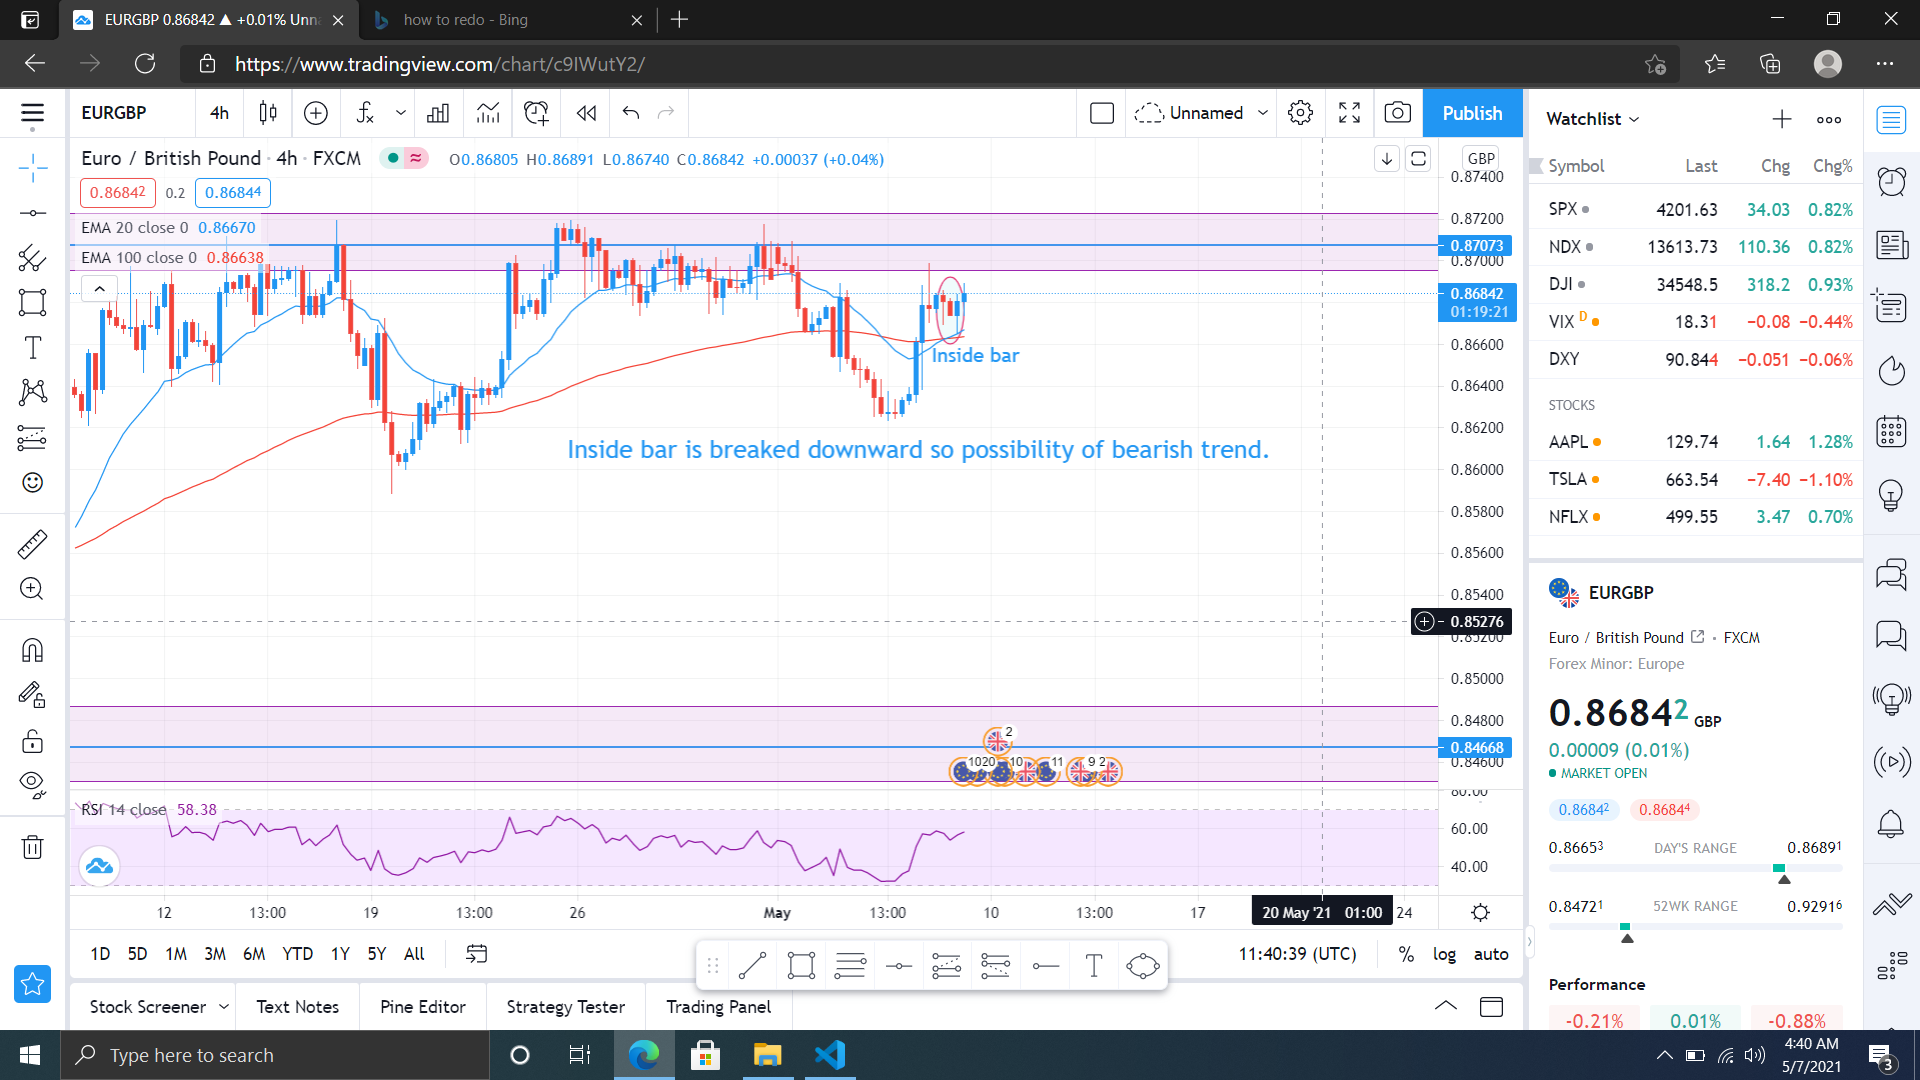 EURGBP 0.86842 ▲ +0.01% Unn
how to redo - Bing
https://www.tradingview.com/chart/c9IWutY2/
EURGBP 4h Unnamed Publish
Euro / British Pound · 4h · FXCM O0.86805 H0.86891 L0.86740 C0.86842 +0.00037 (+0.04%)
0.86842 0.2 0.86844
EMA 20 close 0 0.86670
EMA 100 close 0 0.86638
Inside bar
Inside bar is breaked downward so possibility of bearish trend.
GBP
0.87400
0.87200
0.87073
0.87000
0.86842
01:19:21
0.86600
0.86400
0.86200
0.86000
0.85800
0.85600
0.85400
0.85276
0.85200
0.85000
0.84800
0.84668
0.84600
2
1020 10 11 9 2
RSI 14 close 58.38
80.00
60.00
40.00
12 13:00 19 13:00 26 May 13:00 10 13:00 17 20 May '21 01:00 24
1D 5D 1M 3M 6M YTD 1Y 5Y All
11:40:39 (UTC) % log auto
Stock Screener Text Notes Pine Editor Strategy Tester Trading Panel
Watchlist
Symbol Last Chg Chg%
SPX 4201.63 34.03 0.82%
NDX 13613.73 110.36 0.82%
DJI 34548.5 318.2 0.93%
VIX D 18.31 −0.08 −0.44%
DXY 90.844 −0.051 −0.06%
STOCKS
AAPL 129.74 1.64 1.28%
TSLA 663.54 −7.40 −1.10%
NFLX 499.55 3.47 0.70%
EURGBP
Euro / British Pound · FXCM
Forex Minor: Europe
0.86842 GBP
0.00009 (0.01%)
MARKET OPEN
0.86842 0.86844
0.86653 DAY'S RANGE 0.86891
0.84721 52WK RANGE 0.92916
Performance
-0.21% 0.01% -0.88%
Type here to search
4:40 AM
5/7/2021
3